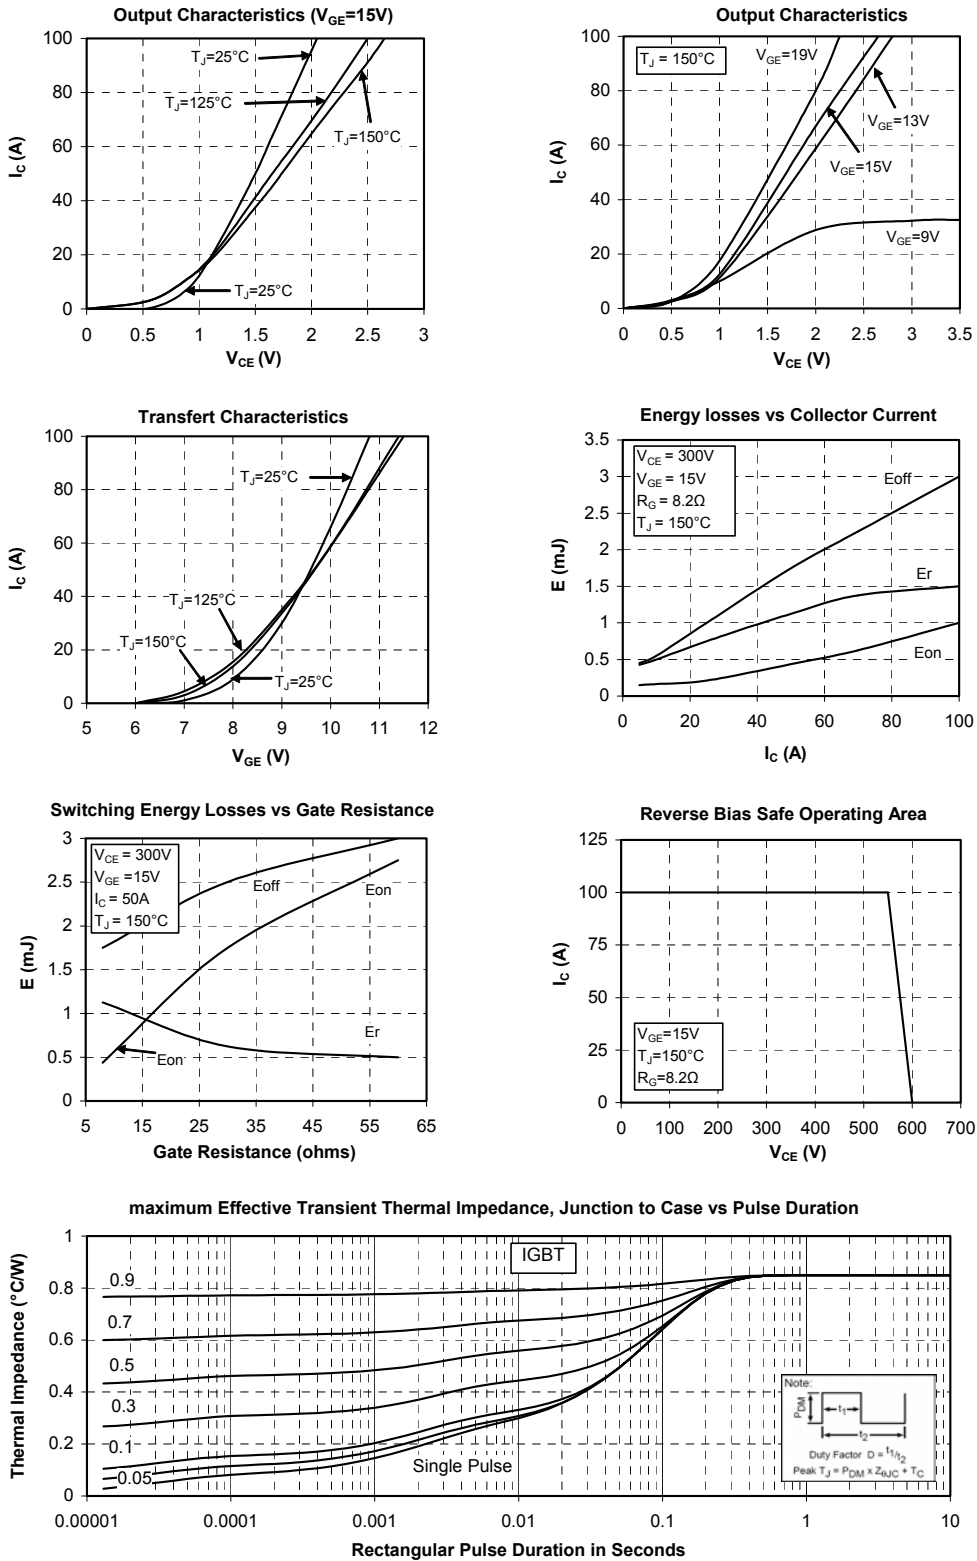 Output Characteristics (VGE=15V)
100
80
60
40
20
0
IC (A)
TJ=25°C
TJ=125°C
TJ=150°C
TJ=25°C
0 0.5 1 1.5 2 2.5 3
VCE (V)
Output Characteristics
100
80
60
40
20
0
IC (A)
TJ = 150°C
VGE=19V
VGE=13V
VGE=15V
VGE=9V
0 0.5 1 1.5 2 2.5 3 3.5
VCE (V)
Transfert Characteristics
100
80
60
40
20
0
IC (A)
TJ=25°C
TJ=125°C
TJ=150°C
TJ=25°C
5 6 7 8 9 10 11 12
VGE (V)
Energy losses vs Collector Current
3.5
3
2.5
2
1.5
1
0.5
0
E (mJ)
VCE = 300V
VGE = 15V
RG = 8.2Ω
TJ = 150°C
Eoff
Er
Eon
0 20 40 60 80 100
IC (A)
Switching Energy Losses vs Gate Resistance
3
2.5
2
1.5
1
0.5
0
E (mJ)
VCE = 300V
VGE =15V
IC = 50A
TJ = 150°C
Eoff
Eon
Er
Eon
5 15 25 35 45 55 65
Gate Resistance (ohms)
Reverse Bias Safe Operating Area
125
100
75
50
25
0
IC (A)
VGE=15V
TJ=150°C
RG=8.2Ω
0 100 200 300 400 500 600 700
VCE (V)
maximum Effective Transient Thermal Impedance, Junction to Case vs Pulse Duration
1
0.8
0.6
0.4
0.2
0
Thermal Impedance (°C/W)
IGBT
0.9
0.7
0.5
0.3
0.1
0.05
Single Pulse
Note:
PDM
t1
t2
Duty Factor D = t1/t2
Peak TJ = PDM x ZθJC + TC
0.00001 0.0001 0.001 0.01 0.1 1 10
Rectangular Pulse Duration in Seconds